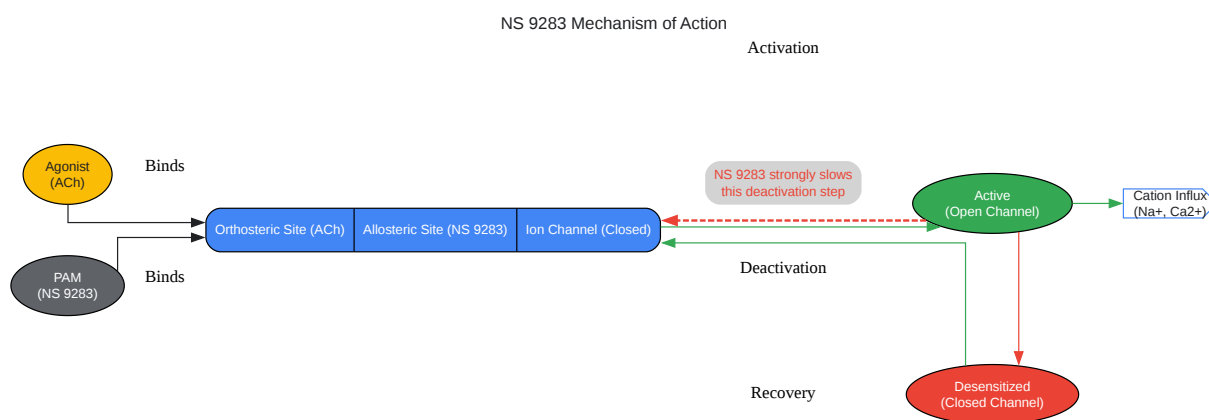 NS 9283 Mechanism of Action
Activation
Agonist
(ACh)
Binds
NS 9283 strongly slows
this deactivation step
Active
(Open Channel)
Cation Influx
(Na+, Ca2+)
Orthosteric Site (ACh)
Allosteric Site (NS 9283)
Ion Channel (Closed)
PAM
(NS 9283)
Binds
Deactivation
Recovery
Desensitized
(Closed Channel)